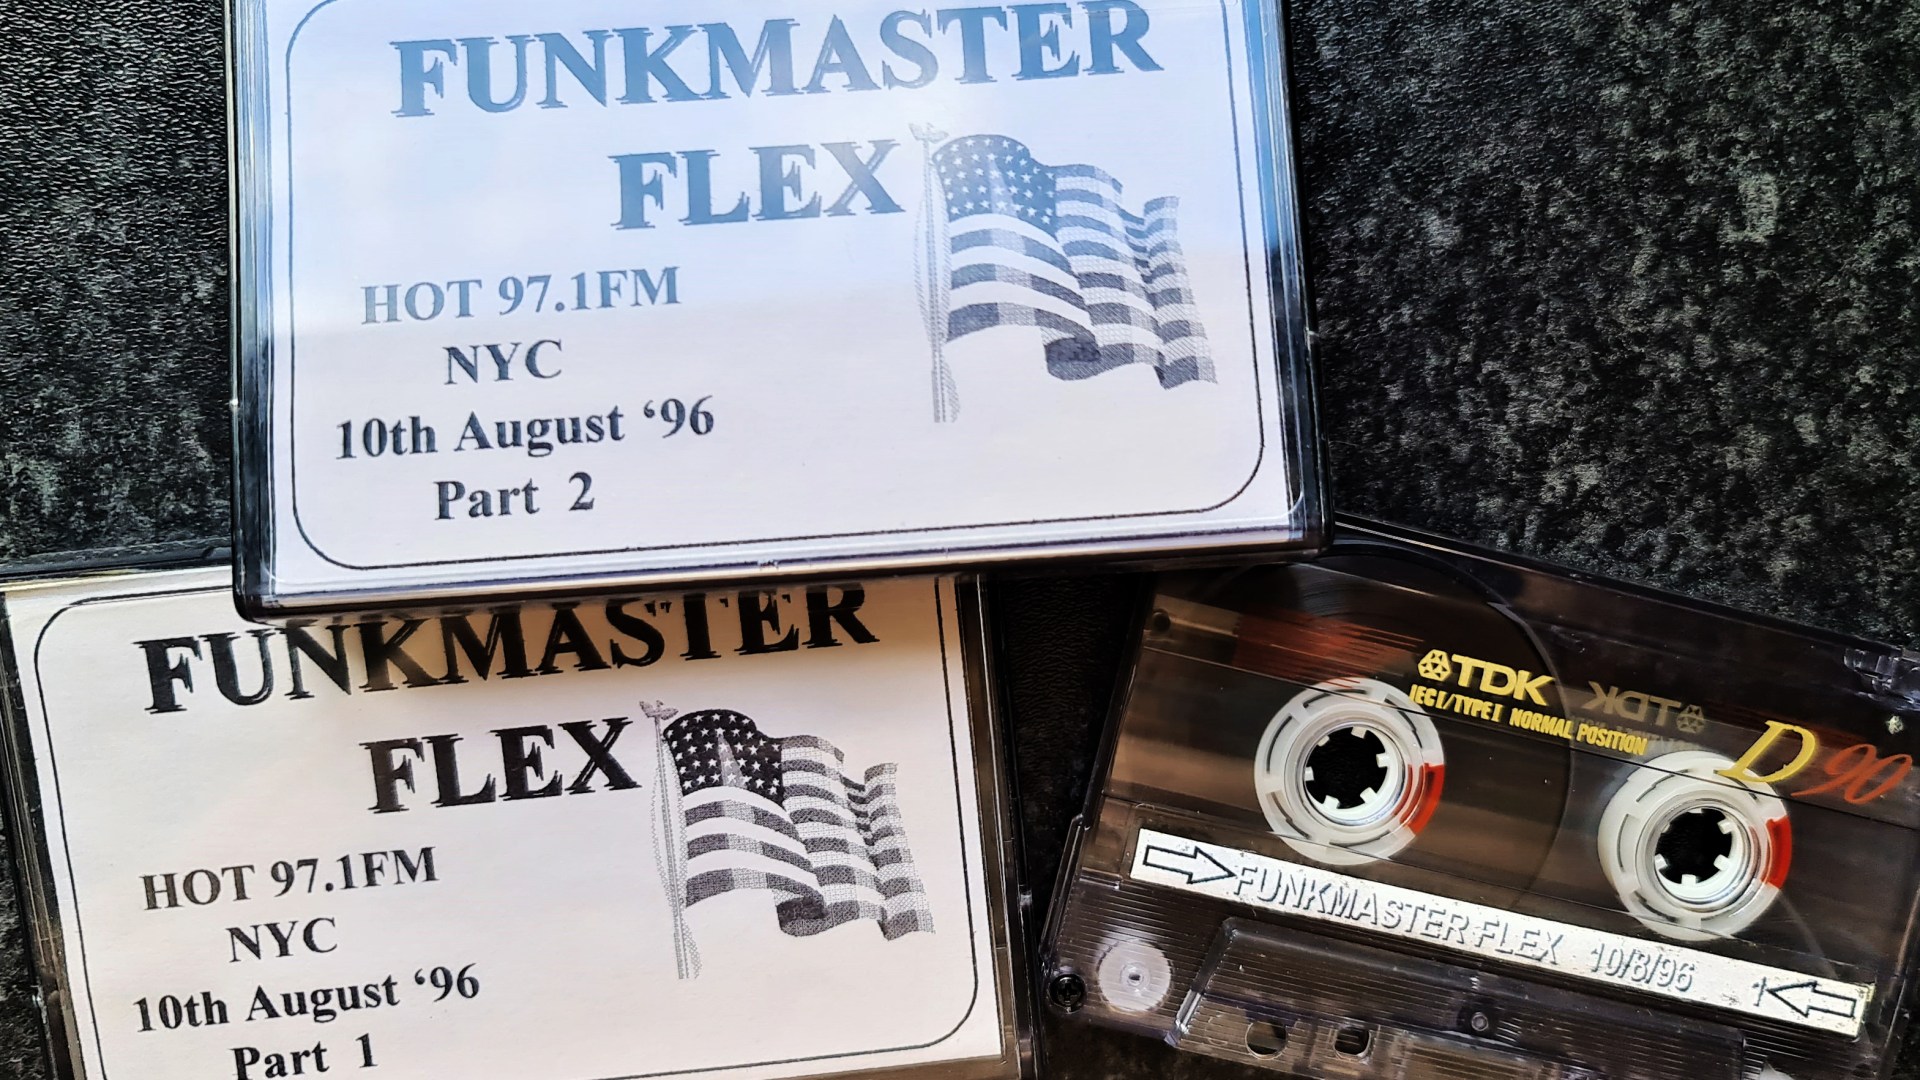 FUNKMASTER
FLEX
HOT 97.1FM
NYC
10th August ‘96
Part 2
FUNKMASTER
FLEX
HOT 97.1FM
NYC
10th August ‘96
Part 1
TDK
IEC I/TYPE I NORMAL POSITION
D 90
FUNKMASTER FLEX 10/8/96 1